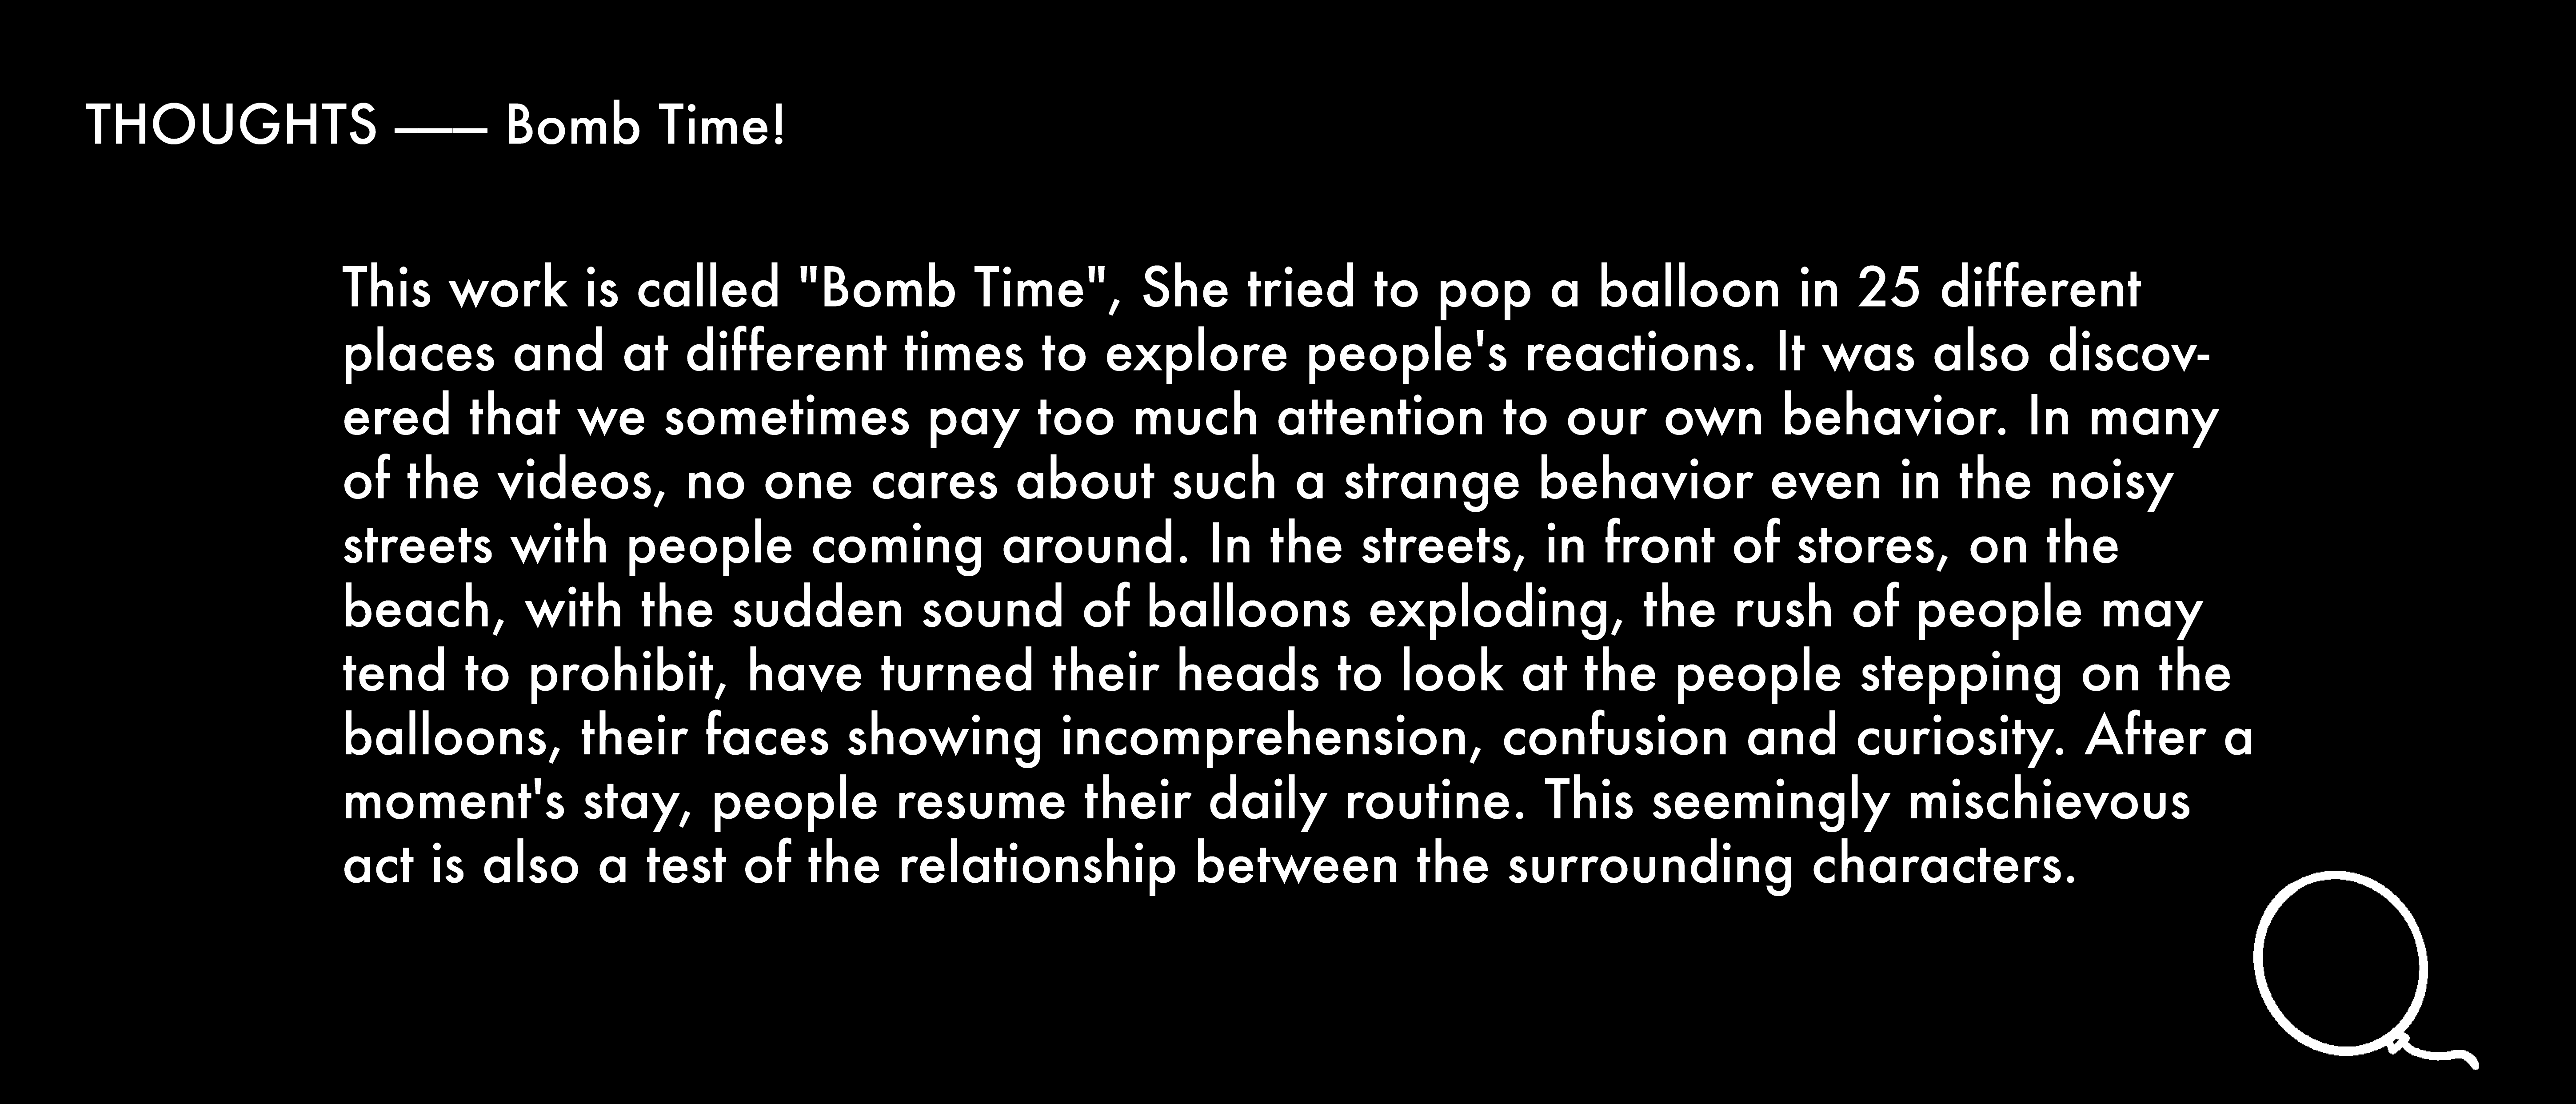 THOUGHTS —— Bomb Time!
This work is called "Bomb Time", She tried to pop a balloon in 25 different
places and at different times to explore people's reactions. It was also discov-
ered that we sometimes pay too much attention to our own behavior. In many
of the videos, no one cares about such a strange behavior even in the noisy
streets with people coming around. In the streets, in front of stores, on the
beach, with the sudden sound of balloons exploding, the rush of people may
tend to prohibit, have turned their heads to look at the people stepping on the
balloons, their faces showing incomprehension, confusion and curiosity. After a
moment's stay, people resume their daily routine. This seemingly mischievous
act is also a test of the relationship between the surrounding characters.